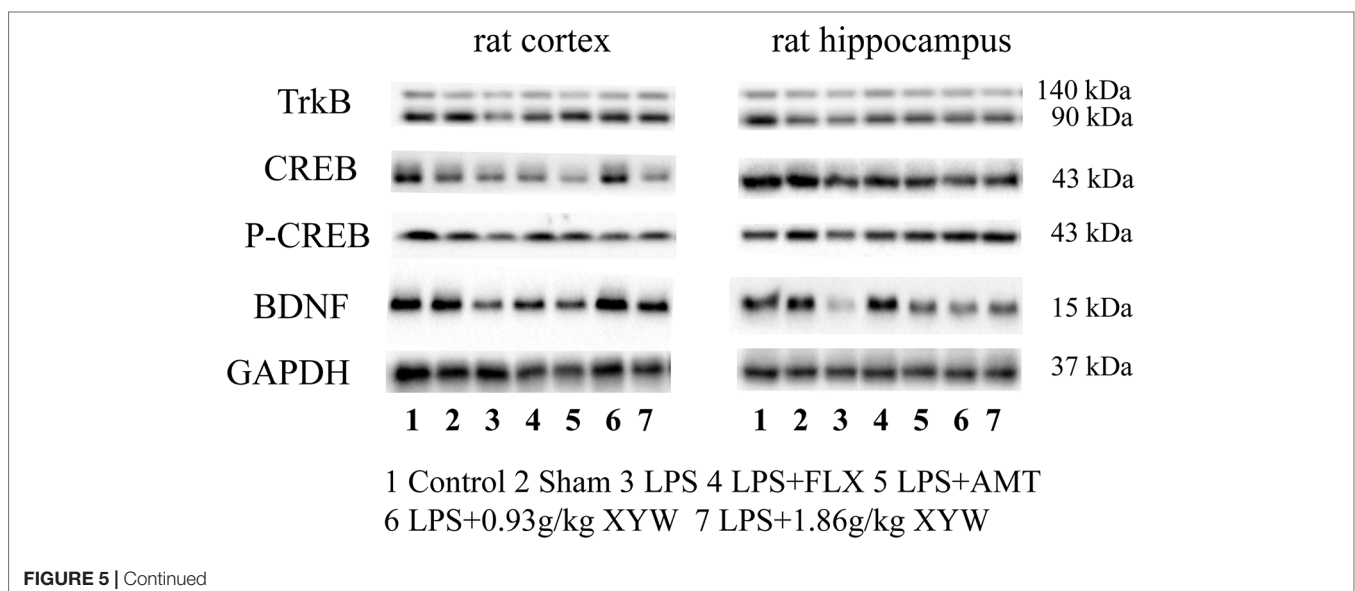 rat cortex
rat hippocampus
TrkB
140 kDa
90 kDa
CREB
43 kDa
P-CREB
43 kDa
BDNF
15 kDa
GAPDH
37 kDa
1 2 3 4 5 6 7
1 2 3 4 5 6 7
1 Control 2 Sham 3 LPS 4 LPS+FLX 5 LPS+AMT
6 LPS+0.93g/kg XYW 7 LPS+1.86g/kg XYW
FIGURE 5 | Continued